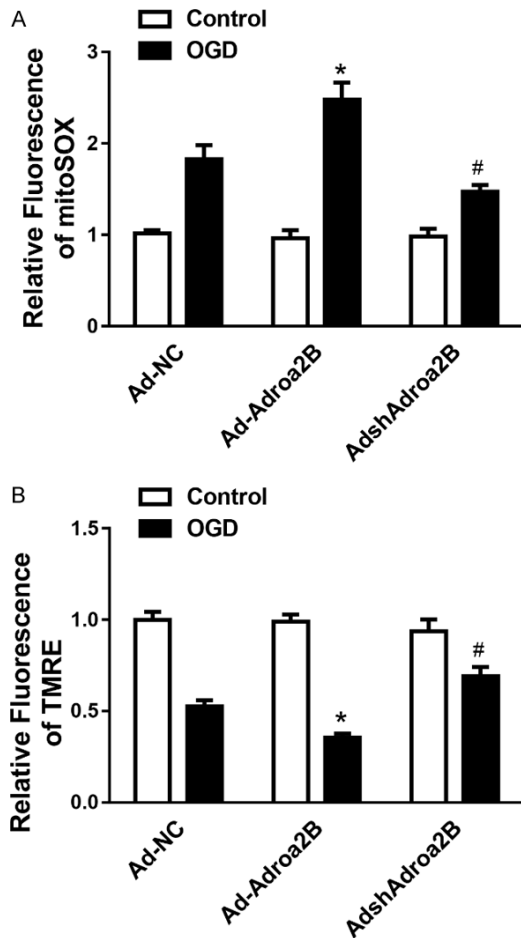 A
Control
OGD
Relative Fluorescence
of mitoSOX
3
2
1
0
*
#
Ad-NC
Ad-Adroa2B
AdshAdroa2B
B
Control
OGD
Relative Fluorescence
of TMRE
1.5
1.0
0.5
0.0
*
#
Ad-NC
Ad-Adroa2B
AdshAdroa2B